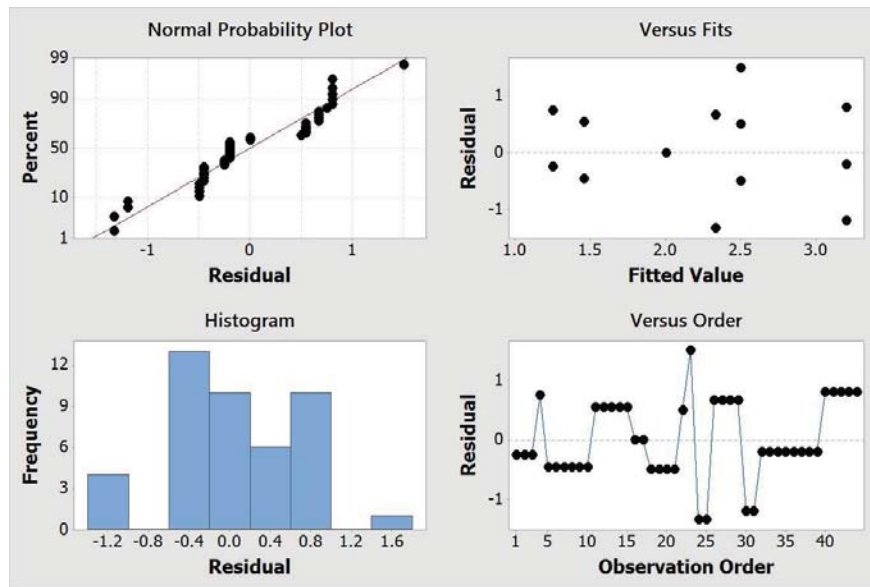 Normal Probability Plot
99
90
50
10
1
Percent
-1 0 1
Residual
Versus Fits
1
0
-1
Residual
1.0 1.5 2.0 2.5 3.0
Fitted Value
Histogram
12
9
6
3
0
Frequency
-1.2 -0.8 -0.4 0.0 0.4 0.8 1.2 1.6
Residual
Versus Order
1
0
-1
Residual
1 5 10 15 20 25 30 35 40
Observation Order